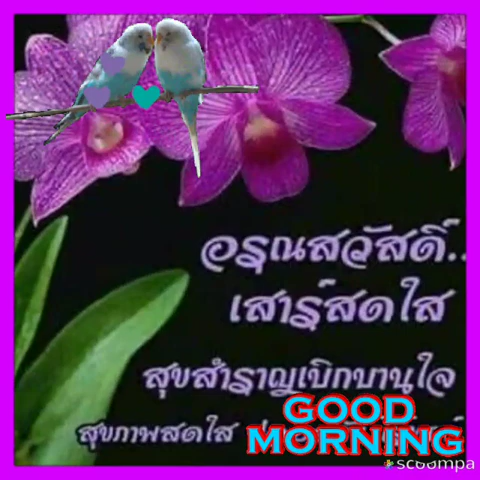 อรุณสวัสดิ์..
เสาร์สดใส
สุขสำราญเบิกบานใจ
สุขภาพสดใส
GOOD
MORNING
scoompa